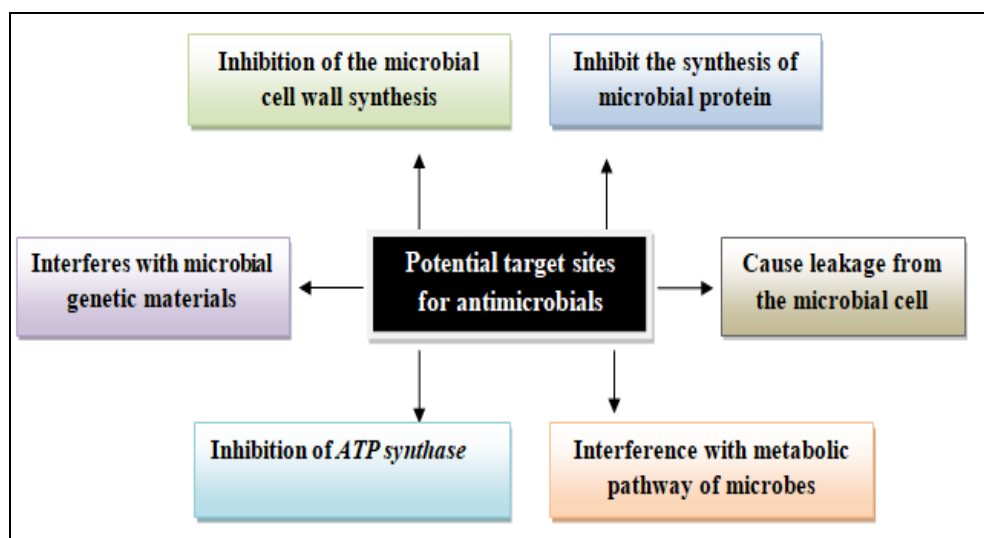 Inhibition of the microbial
cell wall synthesis
Inhibit the synthesis of
microbial protein
Interferes with microbial
genetic materials
Potential target sites
for antimicrobials
Cause leakage from
the microbial cell
Inhibition of ATP synthase
Interference with metabolic
pathway of microbes